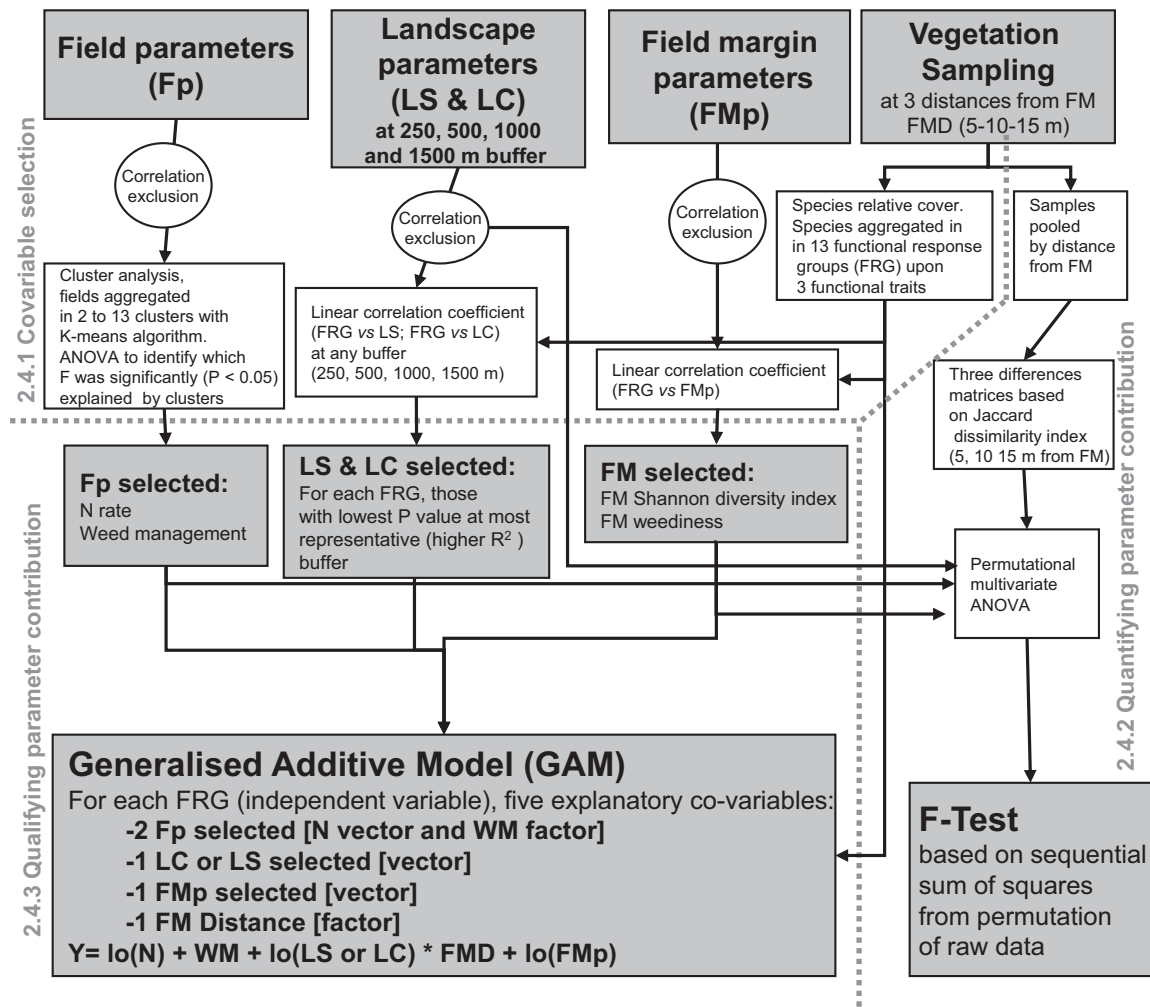 Field parameters
(Fp)
Landscape
parameters
(LS & LC)
at 250, 500, 1000
and 1500 m buffer
Field margin
parameters
(FMp)
Vegetation
Sampling
at 3 distances from FM
FMD (5-10-15 m)
2.4.1 Covariable selection
Correlation
exclusion
Correlation
exclusion
Correlation
exclusion
Species relative cover.
Species aggregated in
in 13 functional response
groups (FRG) upon
3 functional traits
Samples
pooled
by distance
from FM
Cluster analysis,
fields aggregated
in 2 to 13 clusters with
K-means algorithm.
ANOVA to identify which
F was significantly (P < 0.05)
explained by clusters
Linear correlation coefficient
(FRG vs LS; FRG vs LC)
at any buffer
(250, 500, 1000, 1500 m)
Linear correlation coefficient
(FRG vs FMp)
Three differences
matrices based
on Jaccard
dissimilarity index
(5, 10 15 m from FM)
2.4.2 Quantifying parameter contribution
Fp selected:
N rate
Weed management
LS & LC selected:
For each FRG, those
with lowest P value at most
representative (higher R² )
buffer
FM selected:
FM Shannon diversity index
FM weediness
Permutational
multivariate
ANOVA
2.4.3 Qualifying parameter contribution
Generalised Additive Model (GAM)
For each FRG (independent variable), five explanatory co-variables:
-2 Fp selected [N vector and WM factor]
-1 LC or LS selected [vector]
-1 FMp selected [vector]
-1 FM Distance [factor]
Y= lo(N) + WM + lo(LS or LC) * FMD + lo(FMp)
F-Test
based on sequential
sum of squares
from permutation
of raw data